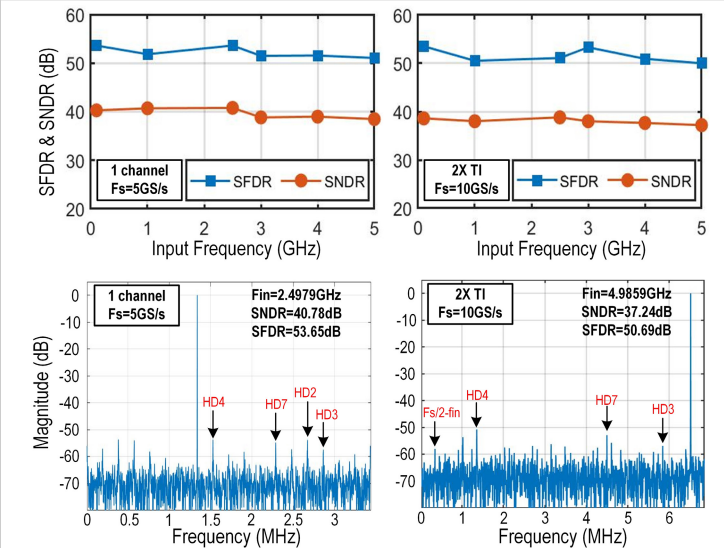 60
50
40
30
20
SFDR & SNDR (dB)
1 channel
Fs=5GS/s
SFDR
SNDR
0 1 2 3 4 5
Input Frequency (GHz)
60
50
40
30
20
2X TI
Fs=10GS/s
SFDR
SNDR
0 1 2 3 4 5
Input Frequency (GHz)
0
-10
-20
-30
-40
-50
-60
-70
Magnitude (dB)
1 channel
Fs=5GS/s
Fin=2.4979GHz
SNDR=40.78dB
SFDR=53.65dB
HD4
HD7
HD2
HD3
0 0.5 1 1.5 2 2.5 3
Frequency (MHz)
0
-10
-20
-30
-40
-50
-60
-70
2X TI
Fs=10GS/s
Fin=4.9859GHz
SNDR=37.24dB
SFDR=50.69dB
Fs/2-fin
HD4
HD7
HD3
0 1 2 3 4 5 6
Frequency (MHz)